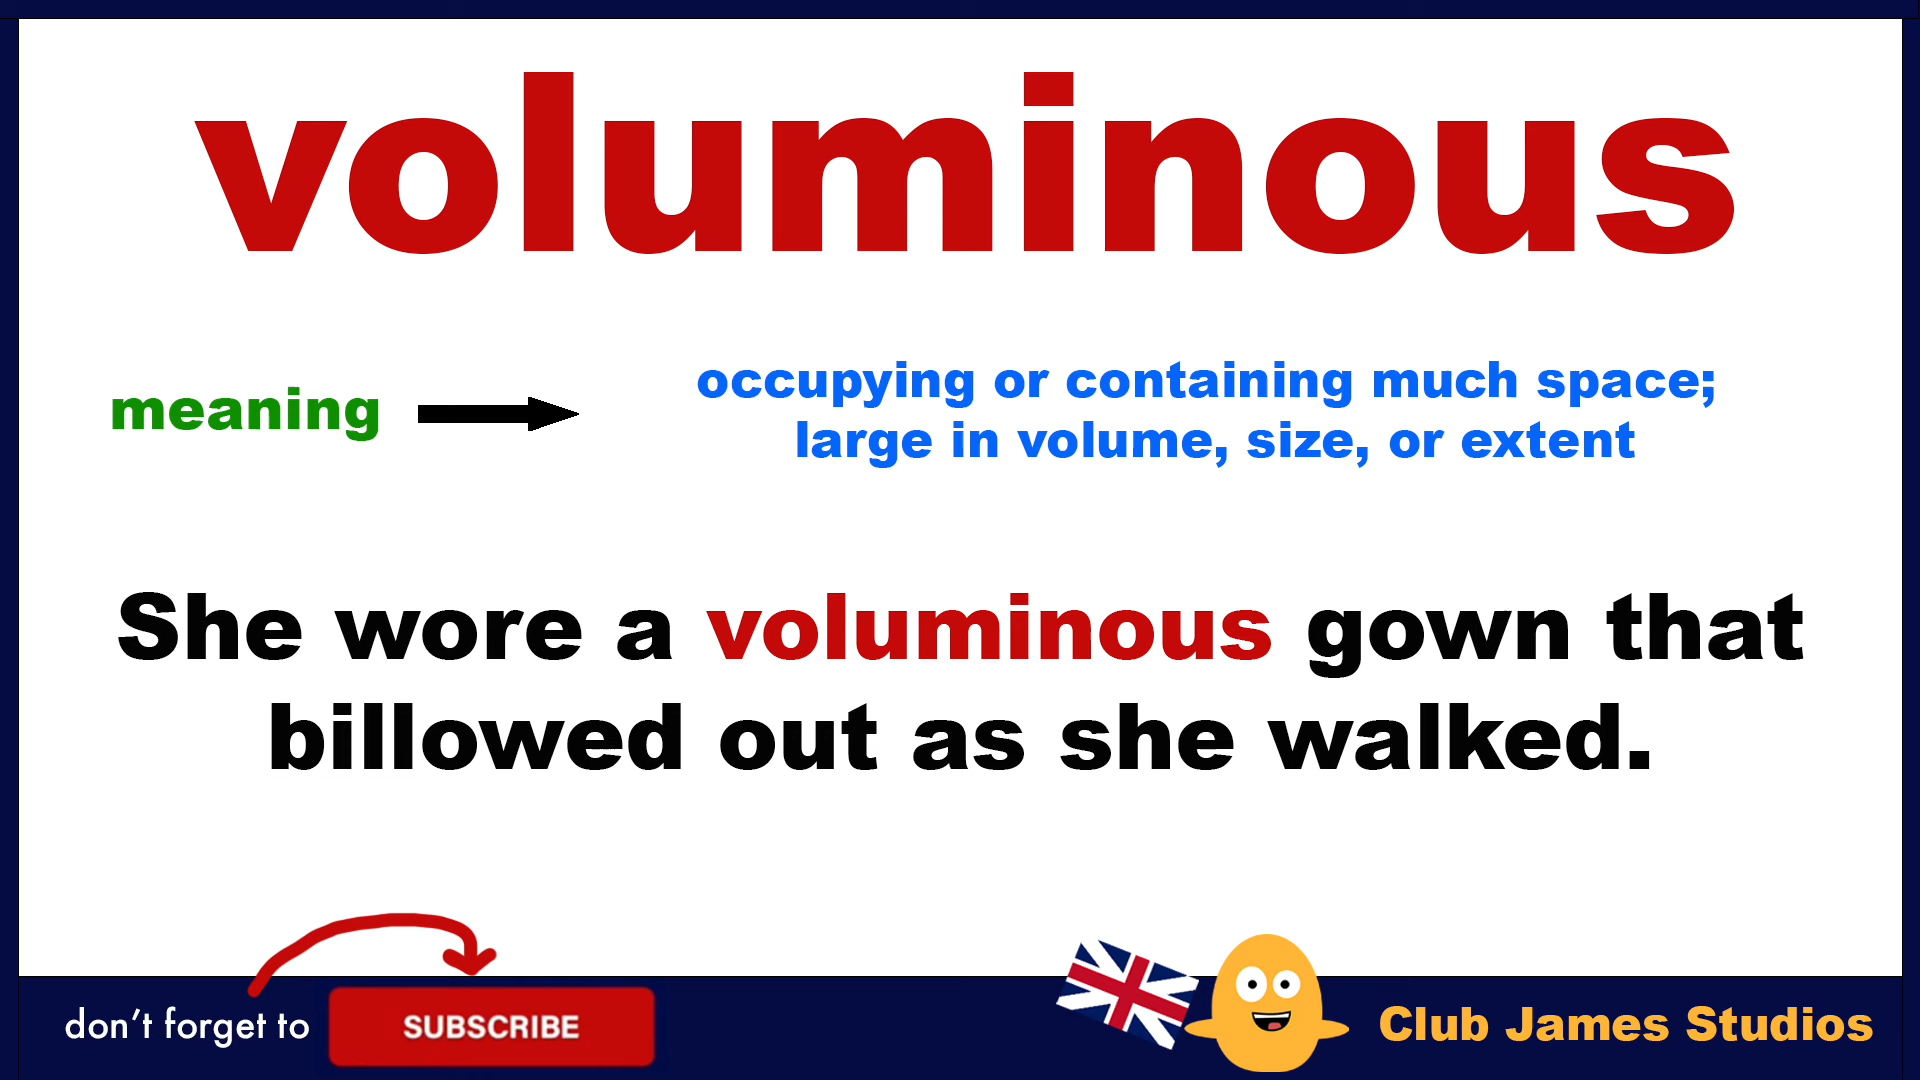 voluminous
meaning
occupying or containing much space;
large in volume, size, or extent
She wore a voluminous gown that
billowed out as she walked.
don't forget to
SUBSCRIBE
Club James Studios